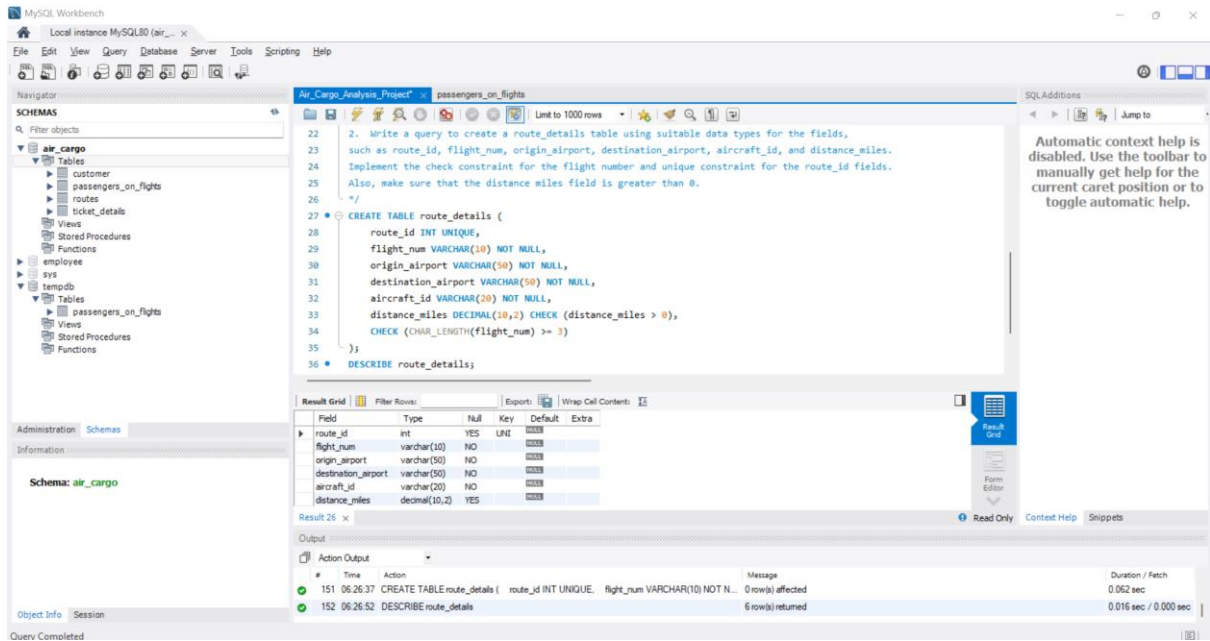 MySQL Workbench
Local instance MySQL80 (air_... ×
File Edit View Query Database Server Tools Scripting Help
Navigator
SCHEMAS
Filter objects
air_cargo
Tables
customer
passengers_on_flights
routes
ticket_details
Views
Stored Procedures
Functions
employee
sys
tempdb
Tables
passengers_on_flights
Views
Stored Procedures
Functions
Administration Schemas
Information
Schema: air_cargo
Object Info Session
Query Completed
Air_Cargo_Analysis_Project* × passengers_on_flights
Limit to 1000 rows
22 2. Write a query to create a route_details table using suitable data types for the fields,
23 such as route_id, flight_num, origin_airport, destination_airport, aircraft_id, and distance_miles.
24 Implement the check constraint for the flight number and unique constraint for the route_id fields.
25 Also, make sure that the distance miles field is greater than 0.
26 */
27 CREATE TABLE route_details (
28 route_id INT UNIQUE,
29 flight_num VARCHAR(10) NOT NULL,
30 origin_airport VARCHAR(50) NOT NULL,
31 destination_airport VARCHAR(50) NOT NULL,
32 aircraft_id VARCHAR(20) NOT NULL,
33 distance_miles DECIMAL(10,2) CHECK (distance_miles > 0),
34 CHECK (CHAR_LENGTH(flight_num) >= 3)
35 );
36 DESCRIBE route_details;
Result Grid Filter Rows: Export: Wrap Cell Content:
Field Type Null Key Default Extra
route_id int YES UNI NULL
flight_num varchar(10) NO NULL
origin_airport varchar(50) NO NULL
destination_airport varchar(50) NO NULL
aircraft_id varchar(20) NO NULL
distance_miles decimal(10,2) YES NULL
Result Grid
Form Editor
Result 26 × Read Only
Output
Action Output
# Time Action Message Duration / Fetch
151 06:26:37 CREATE TABLE route_details ( route_id INT UNIQUE, flight_num VARCHAR(10) NOT N... 0 row(s) affected 0.062 sec
152 06:26:52 DESCRIBE route_details 6 row(s) returned 0.016 sec / 0.000 sec
SQLAdditions
Jump to
Automatic context help is
disabled. Use the toolbar to
manually get help for the
current caret position or to
toggle automatic help.
Context Help Snippets